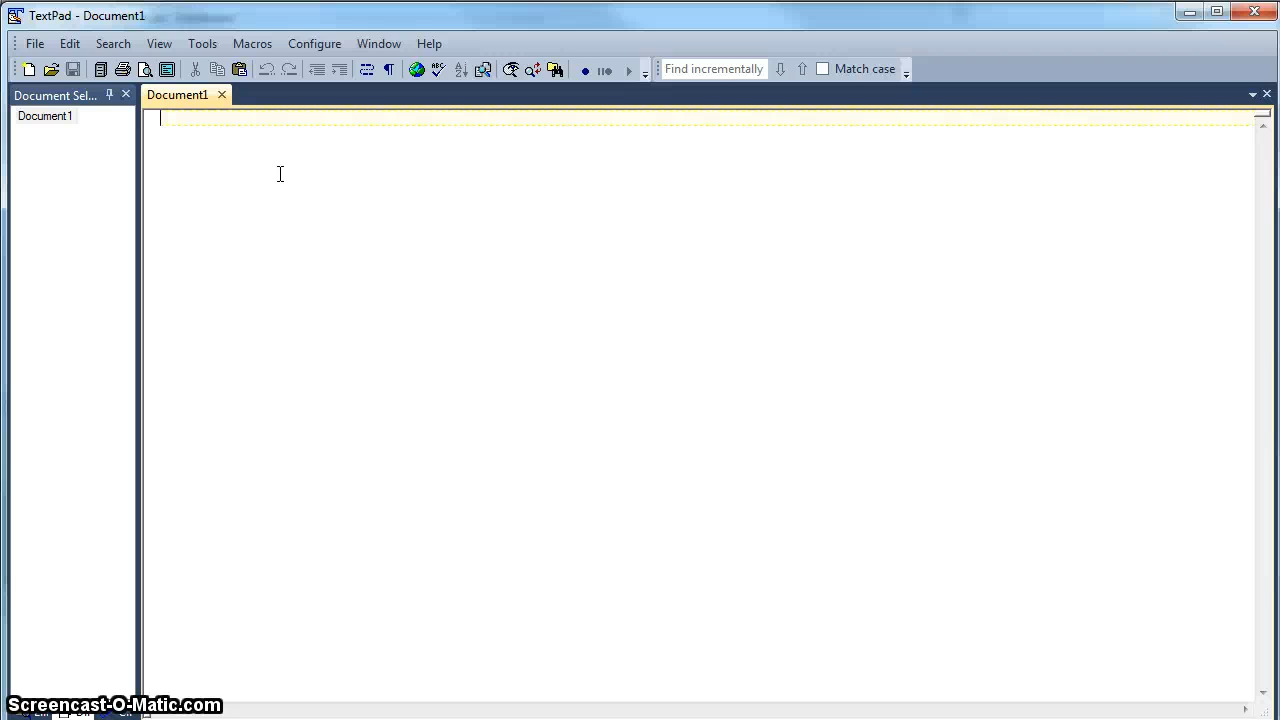 TextPad - Document1
File Edit Search View Tools Macros Configure Window Help
Find incrementally Match case
Document Sel... Document1
Document1
Screencast-O-Matic.com